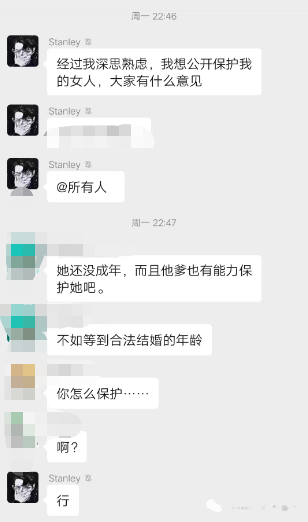 周一 22:46
Stanley
经过我深思熟虑，我想公开保护我
的女人，大家有什么意见
Stanley
Stanley
@所有人
周一 22:47
她还没成年，而且他爹也有能力保
护她吧。
不如等到合法结婚的年龄
你怎么保护……
啊？
Stanley
行